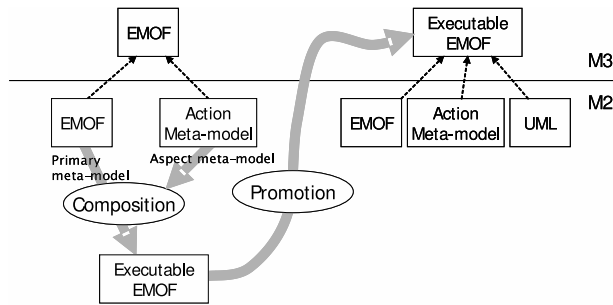 EMOF
Executable
EMOF
M3
M2
EMOF
Action
Meta-model
EMOF
Action
Meta-model
UML
Primary
meta-model
Aspect meta-model
Composition
Promotion
Executable
EMOF